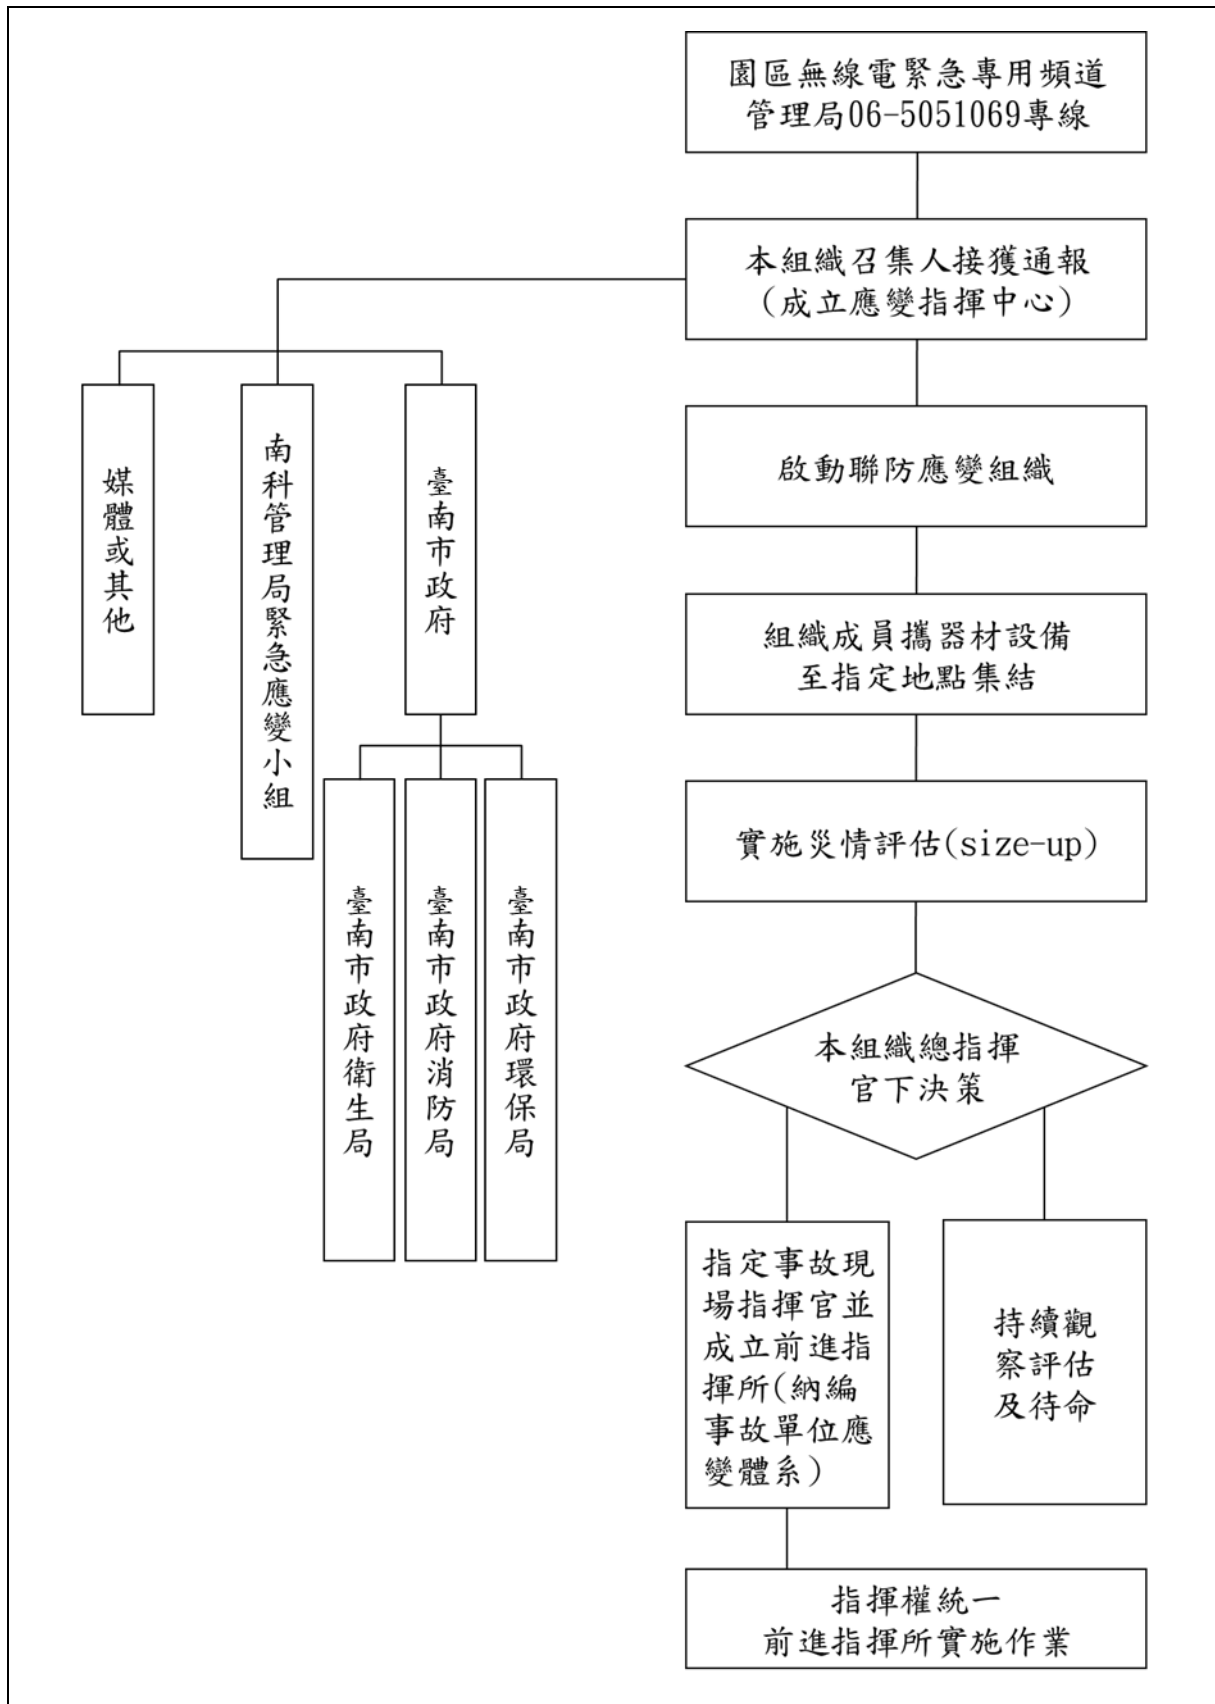 園區無線電緊急專用頻道
管理局06-5051069專線
本組織召集人接獲通報
(成立應變指揮中心)
媒體或其他
南科管理局緊急應變小組
臺南市政府
臺南市政府衛生局
臺南市政府消防局
臺南市政府環保局
啟動聯防應變組織
組織成員攜器材設備
至指定地點集結
實施災情評估(size-up)
本組織總指揮
官下決策
指定事故現
場指揮官並
成立前進指
揮所(納編
事故單位應
變體系)
持續觀
察評估
及待命
指揮權統一
前進指揮所實施作業